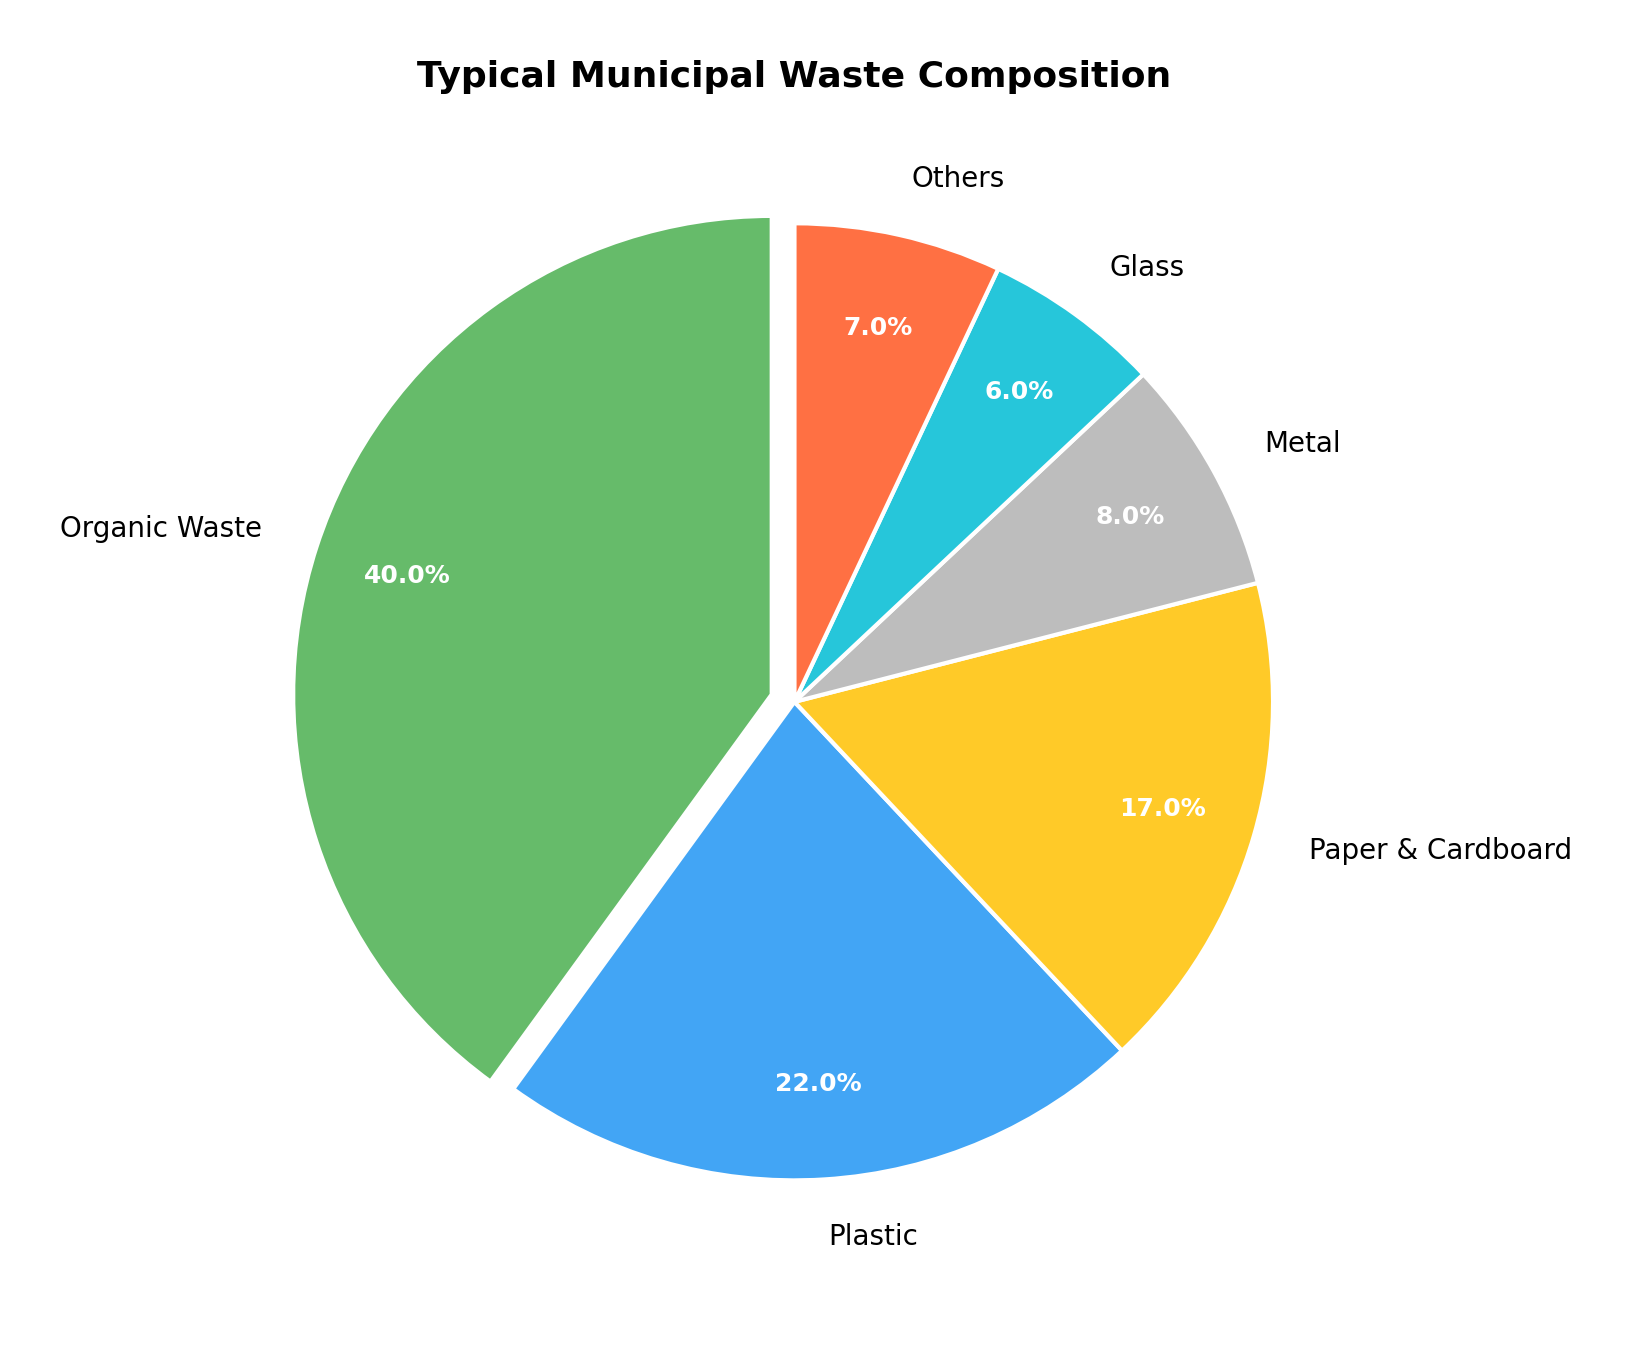 Typical Municipal Waste Composition
Others
Glass
7.0%
6.0%
Metal
8.0%
Organic Waste
40.0%
17.0%
Paper & Cardboard
22.0%
Plastic